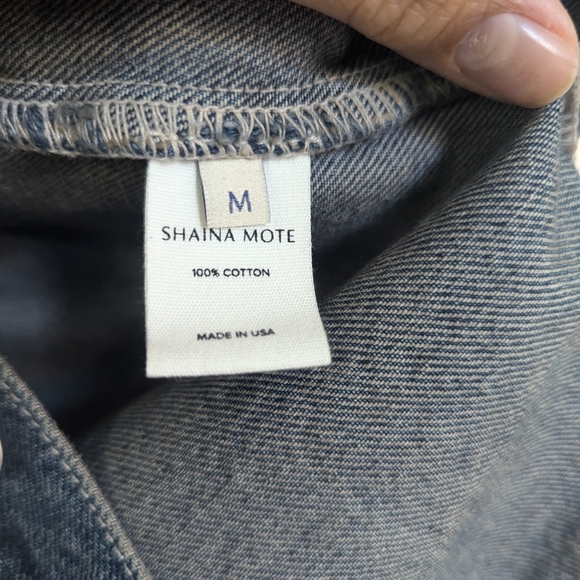 M
SHAINA MOTE
100% COTTON
MADE IN USA